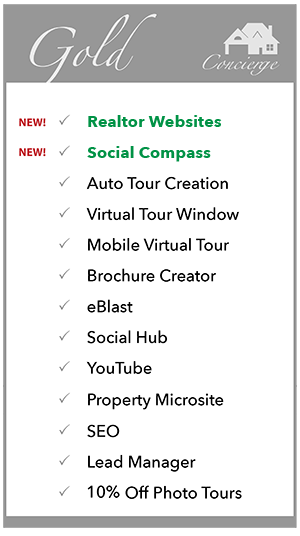 Gold
Concierge
NEW! ✓ Realtor Websites
NEW! ✓ Social Compass
✓ Auto Tour Creation
✓ Virtual Tour Window
✓ Mobile Virtual Tour
✓ Brochure Creator
✓ eBlast
✓ Social Hub
✓ YouTube
✓ Property Microsite
✓ SEO
✓ Lead Manager
✓ 10% Off Photo Tours